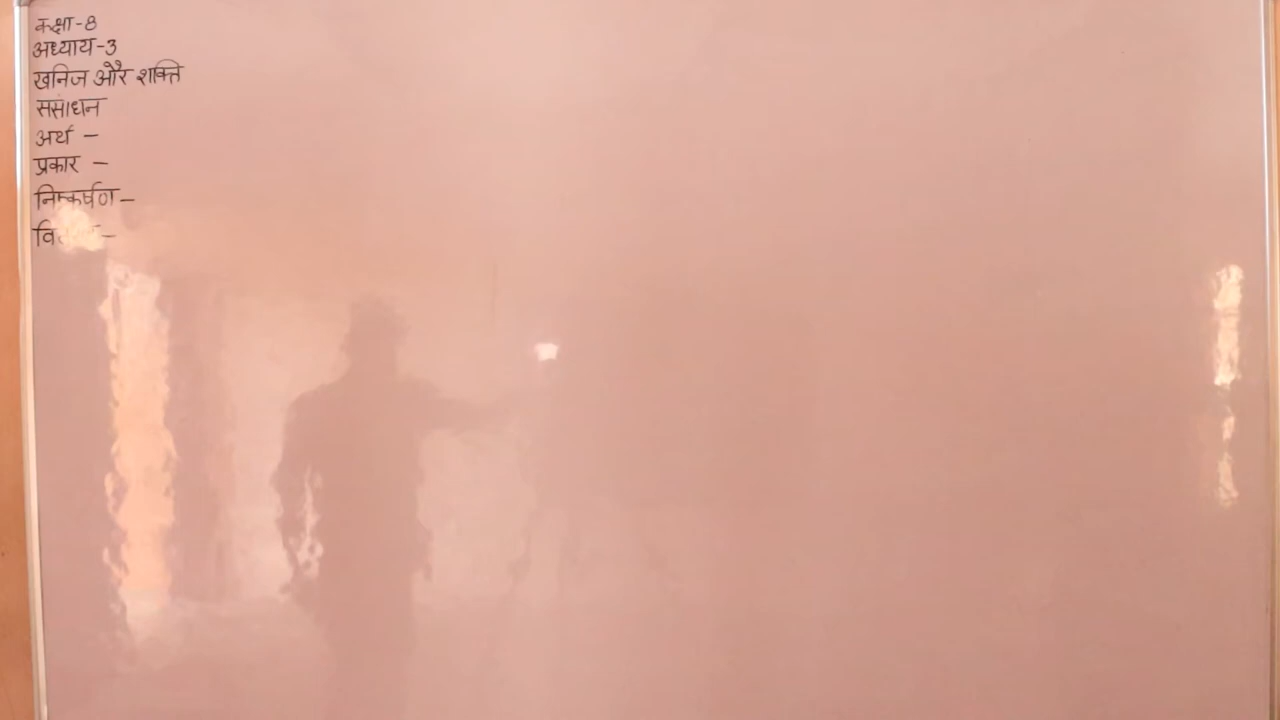 कक्षा-8
अध्याय-3
खनिज और शक्ति
संसाधन
अर्थ -
प्रकार -
निष्कर्षण-